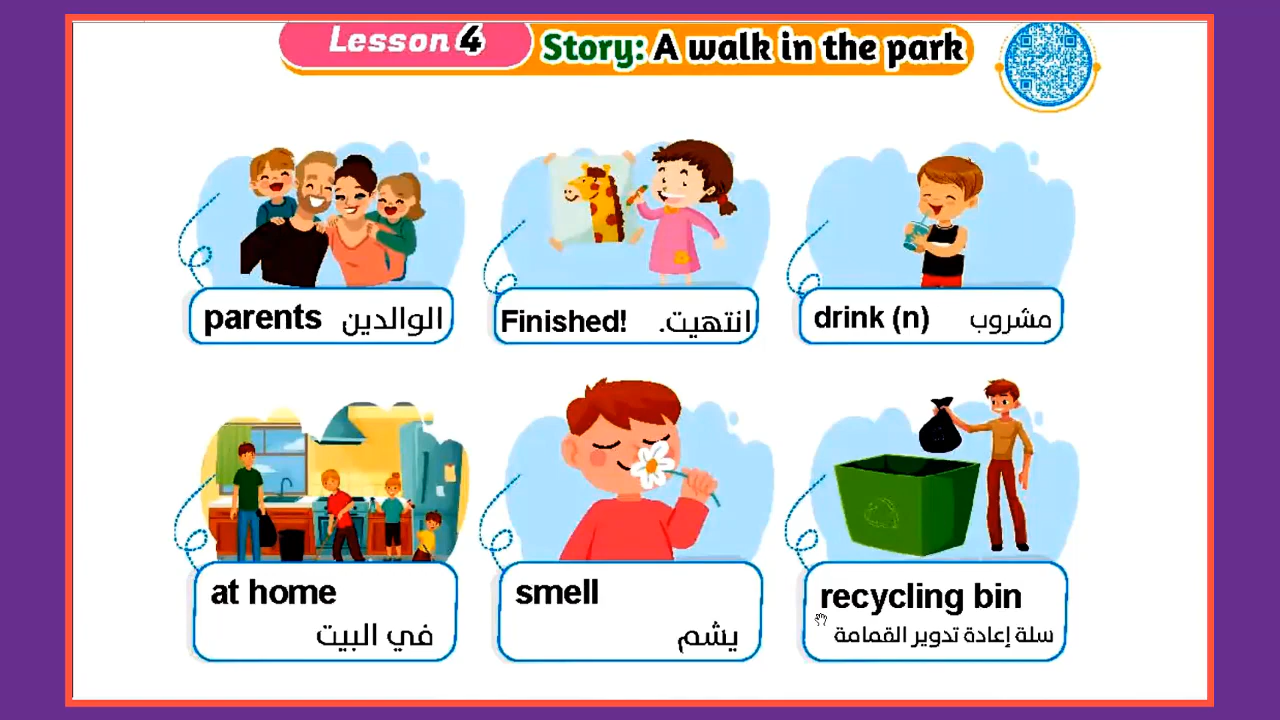 Lesson 4
Story: A walk in the park
parents الوالدين
Finished! انتهيت.
drink (n) مشروب
at home
في البيت
smell
يشم
recycling bin
سلة إعادة تدوير القمامة